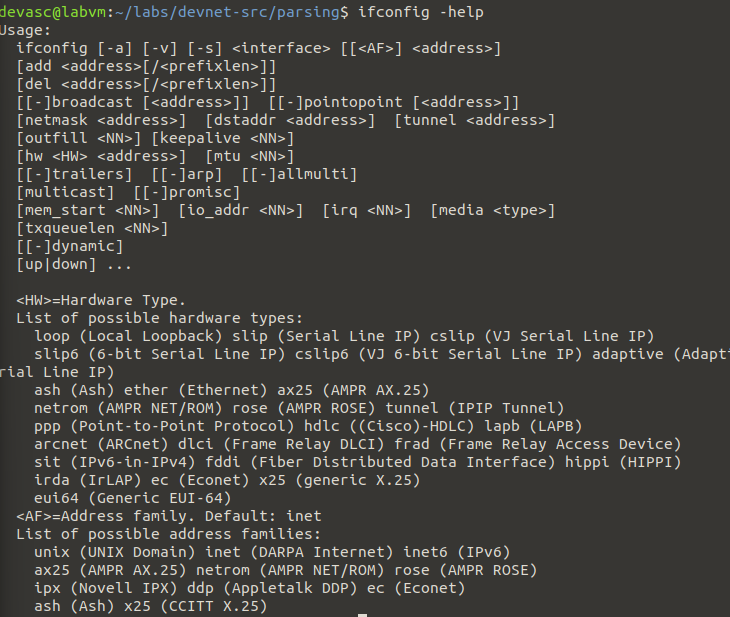 devasc@labvm:~/labs/devnet-src/parsing$ ifconfig -help
Usage:
  ifconfig [-a] [-v] [-s] <interface> [[<AF>] <address>]
  [add <address>[/<prefixlen>]]
  [del <address>[/<prefixlen>]]
  [[-]broadcast [<address>]]  [[-]pointopoint [<address>]]
  [netmask <address>]  [dstaddr <address>]  [tunnel <address>]
  [outfill <NN>] [keepalive <NN>]
  [hw <HW> <address>]  [mtu <NN>]
  [[-]trailers]  [[-]arp]  [[-]allmulti]
  [multicast]  [[-]promisc]
  [mem_start <NN>]  [io_addr <NN>]  [irq <NN>]  [media <type>]
  [txqueuelen <NN>]
  [[-]dynamic]
  [up|down] ...
  <HW>=Hardware Type.
  List of possible hardware types:
    loop (Local Loopback) slip (Serial Line IP) cslip (VJ Serial Line IP)
    slip6 (6-bit Serial Line IP) cslip6 (VJ 6-bit Serial Line IP) adaptive (Adapti
rial Line IP)
    ash (Ash) ether (Ethernet) ax25 (AMPR AX.25)
    netrom (AMPR NET/ROM) rose (AMPR ROSE) tunnel (IPIP Tunnel)
    ppp (Point-to-Point Protocol) hdlc ((Cisco)-HDLC) lapb (LAPB)
    arcnet (ARCnet) dlci (Frame Relay DLCI) frad (Frame Relay Access Device)
    sit (IPv6-in-IPv4) fddi (Fiber Distributed Data Interface) hippi (HIPPI)
    irda (IrLAP) ec (Econet) x25 (generic X.25)
    eui64 (Generic EUI-64)
  <AF>=Address family. Default: inet
  List of possible address families:
    unix (UNIX Domain) inet (DARPA Internet) inet6 (IPv6)
    ax25 (AMPR AX.25) netrom (AMPR NET/ROM) rose (AMPR ROSE)
    ipx (Novell IPX) ddp (Appletalk DDP) ec (Econet)
    ash (Ash) x25 (CCITT X.25)